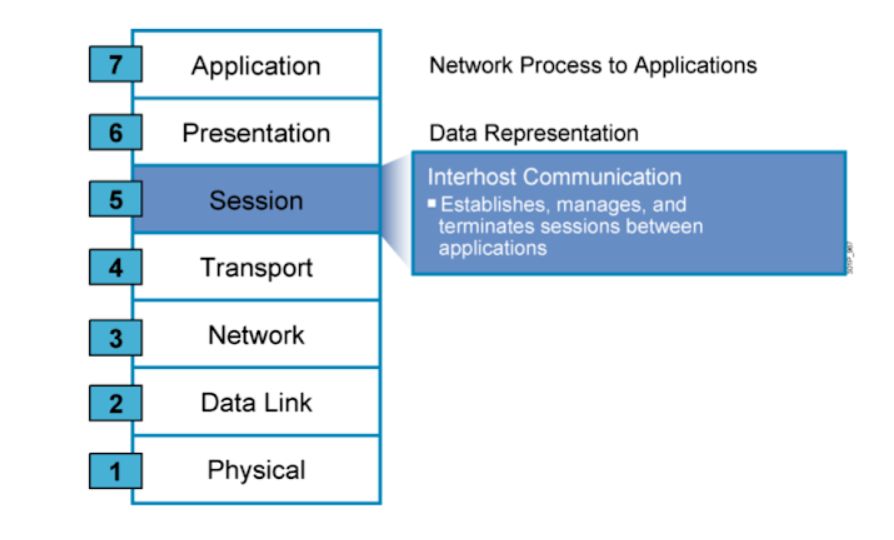 7 Application Network Process to Applications
6 Presentation Data Representation
5 Session
Interhost Communication
▪ Establishes, manages, and
terminates sessions between
applications
4 Transport
3 Network
2 Data Link
1 Physical